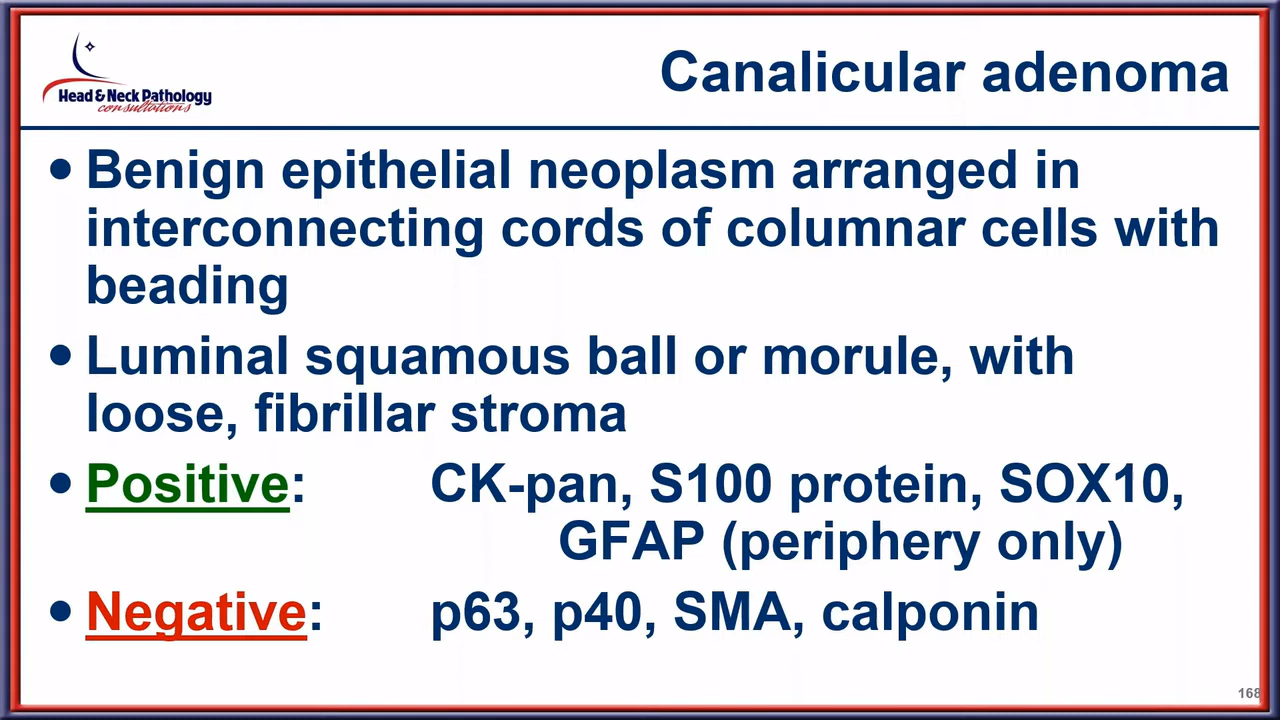 Head & Neck Pathology
consultations
Canalicular adenoma
• Benign epithelial neoplasm arranged in
interconnecting cords of columnar cells with
beading
• Luminal squamous ball or morule, with
loose, fibrillar stroma
• Positive: CK-pan, S100 protein, SOX10,
GFAP (periphery only)
• Negative: p63, p40, SMA, calponin
168